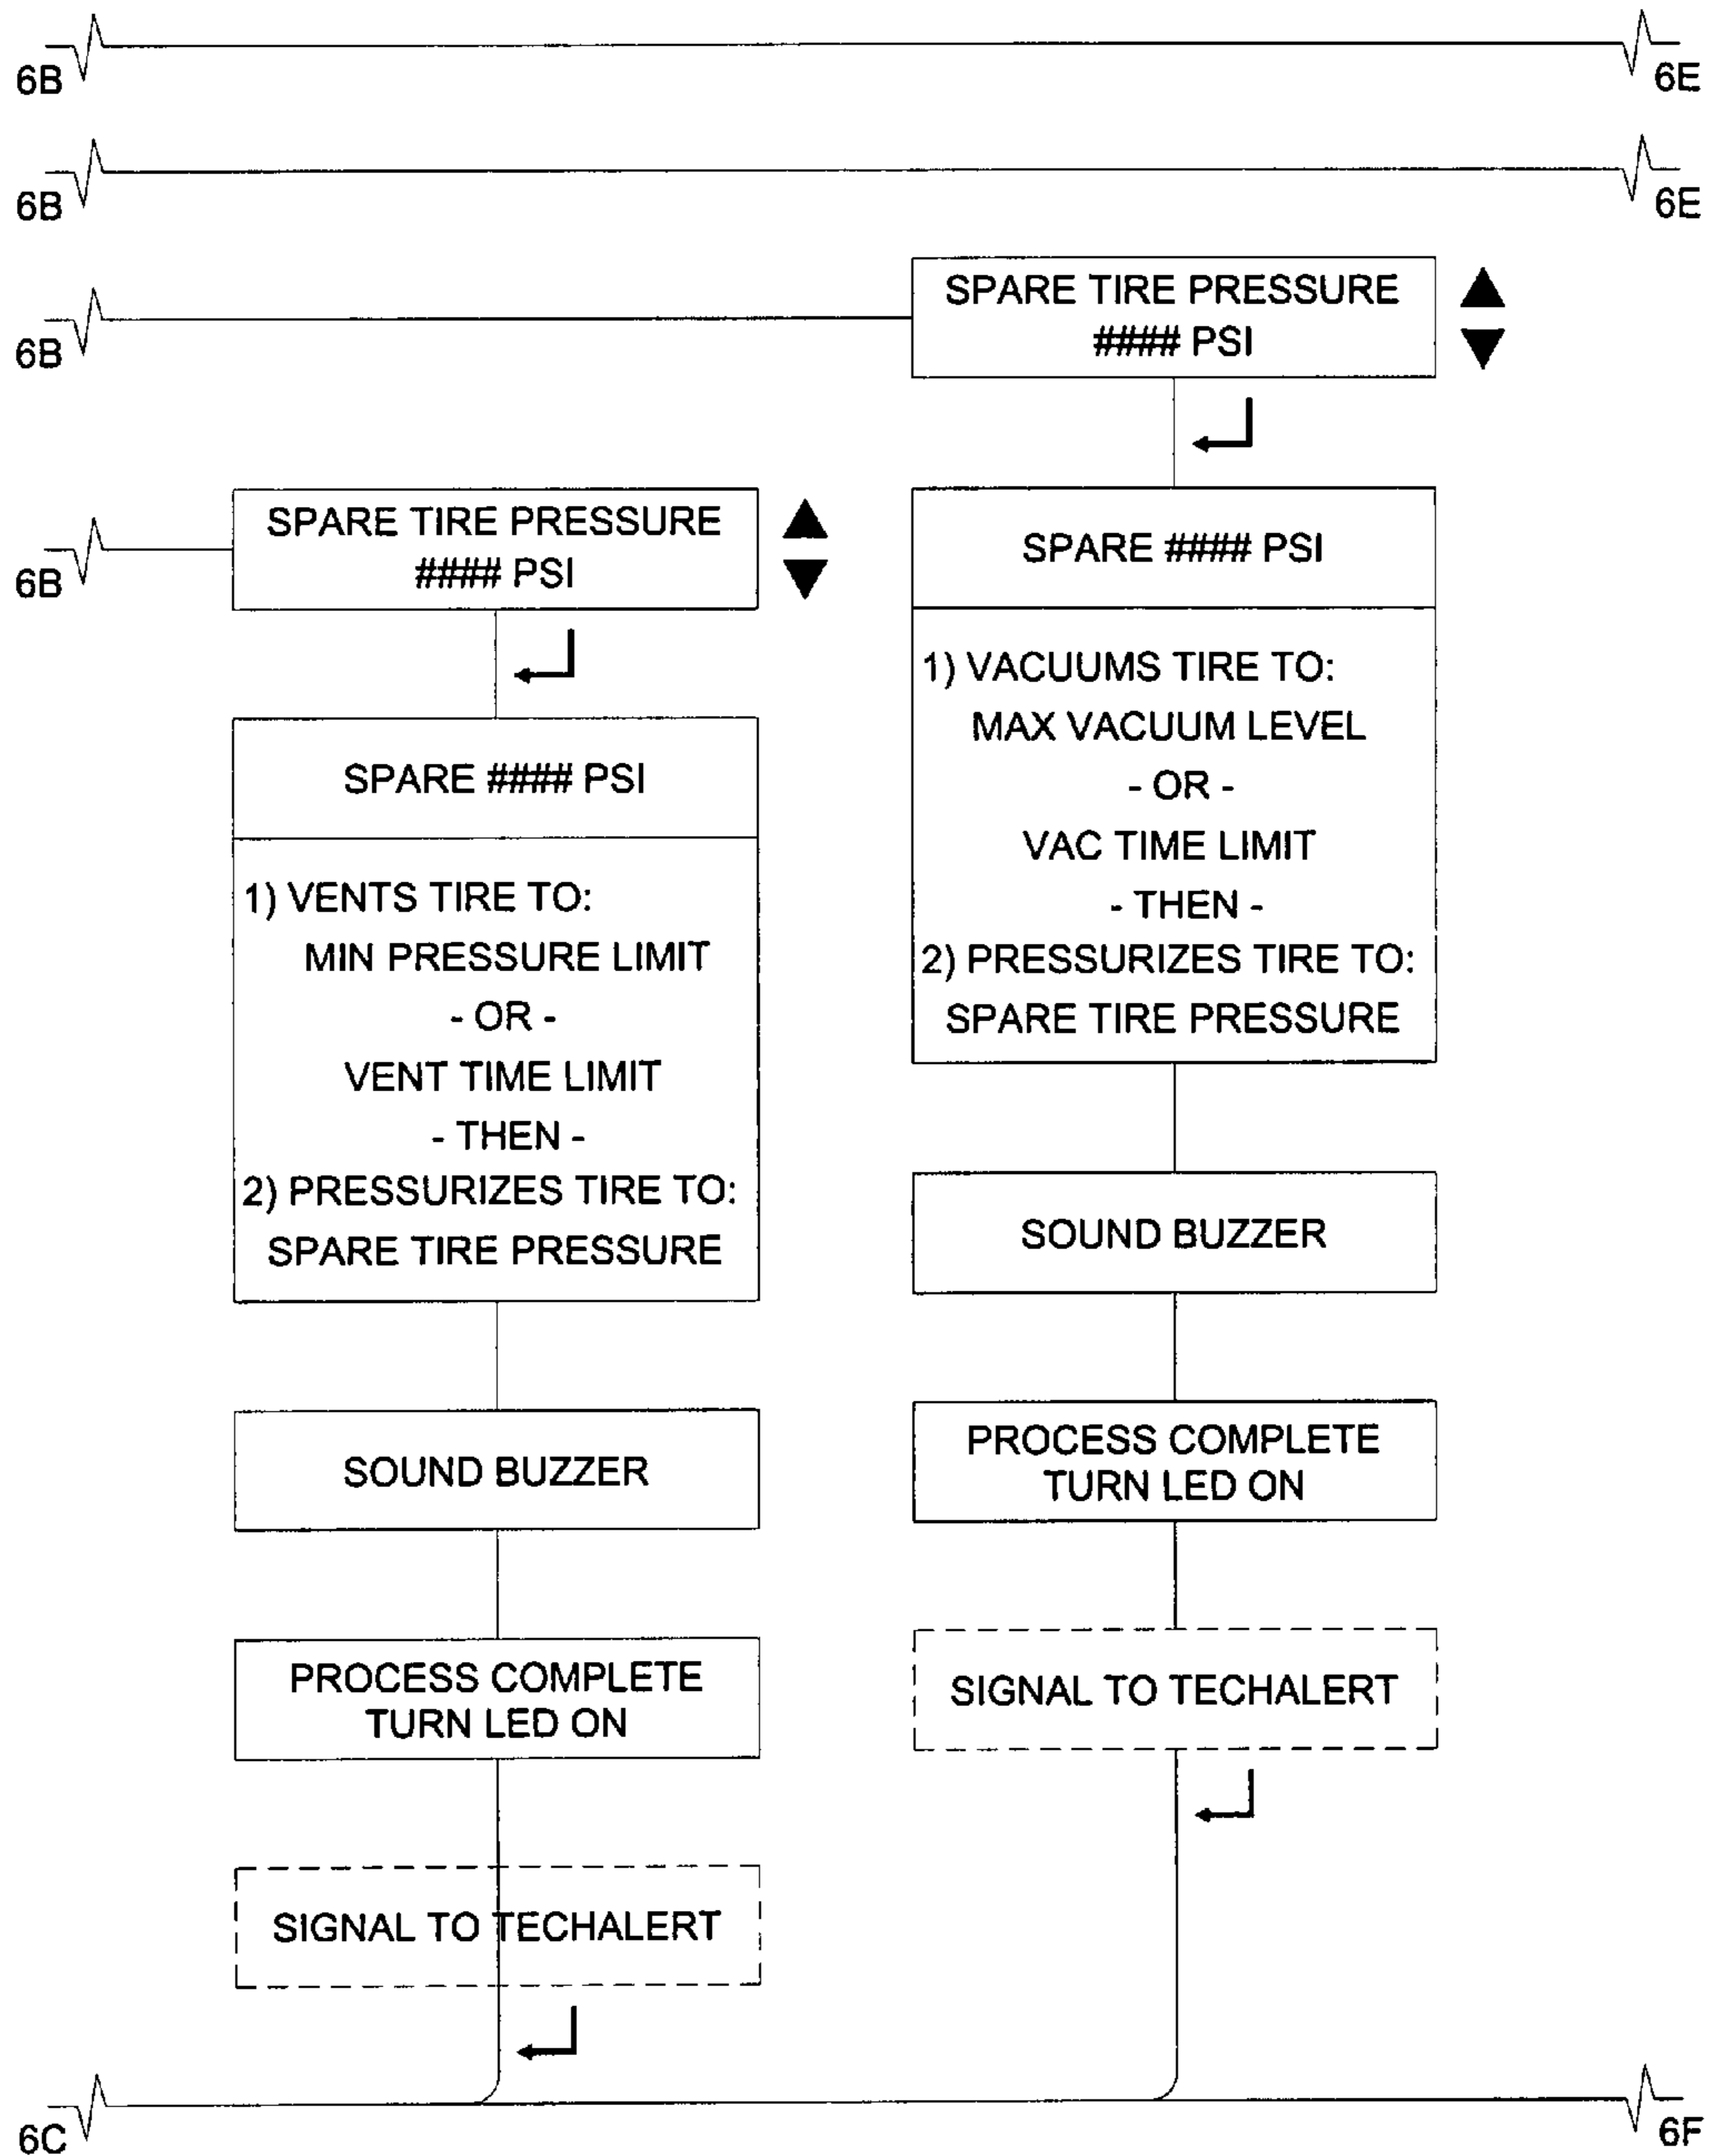 6B
6E
6B
6E
6B
SPARE TIRE PRESSURE
#### PSI
SPARE #### PSI
1) VACUUMS TIRE TO:
MAX VACUUM LEVEL
- OR -
VAC TIME LIMIT
- THEN -
2) PRESSURIZES TIRE TO:
SPARE TIRE PRESSURE
SOUND BUZZER
PROCESS COMPLETE
TURN LED ON
SIGNAL TO TECHALERT
6B
SPARE TIRE PRESSURE
#### PSI
SPARE #### PSI
1) VENTS TIRE TO:
MIN PRESSURE LIMIT
- OR -
VENT TIME LIMIT
- THEN -
2) PRESSURIZES TIRE TO:
SPARE TIRE PRESSURE
SOUND BUZZER
PROCESS COMPLETE
TURN LED ON
SIGNAL TO TECHALERT
6C
6F